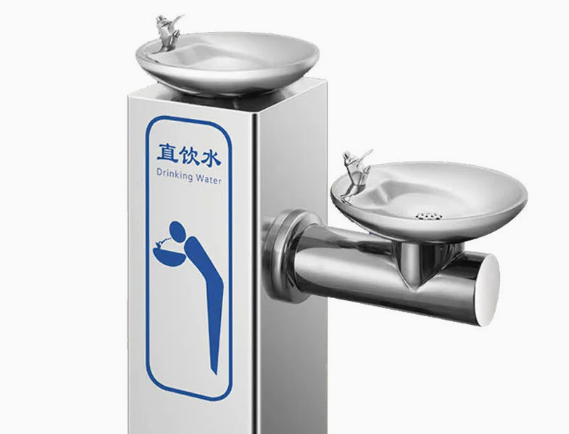 直饮水
Drinking Water